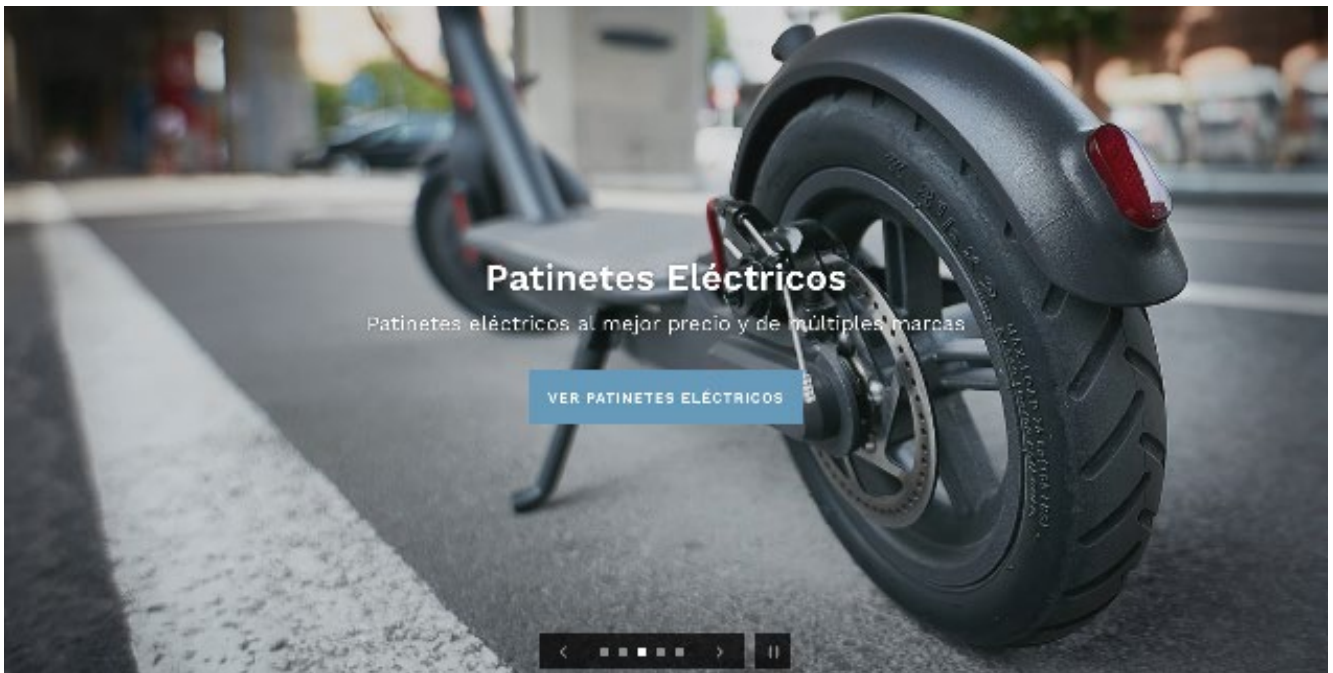 Patinetes Eléctricos
Patinetes eléctricos al mejor precio y de múltiples marcas
VER PATINETES ELÉCTRICOS